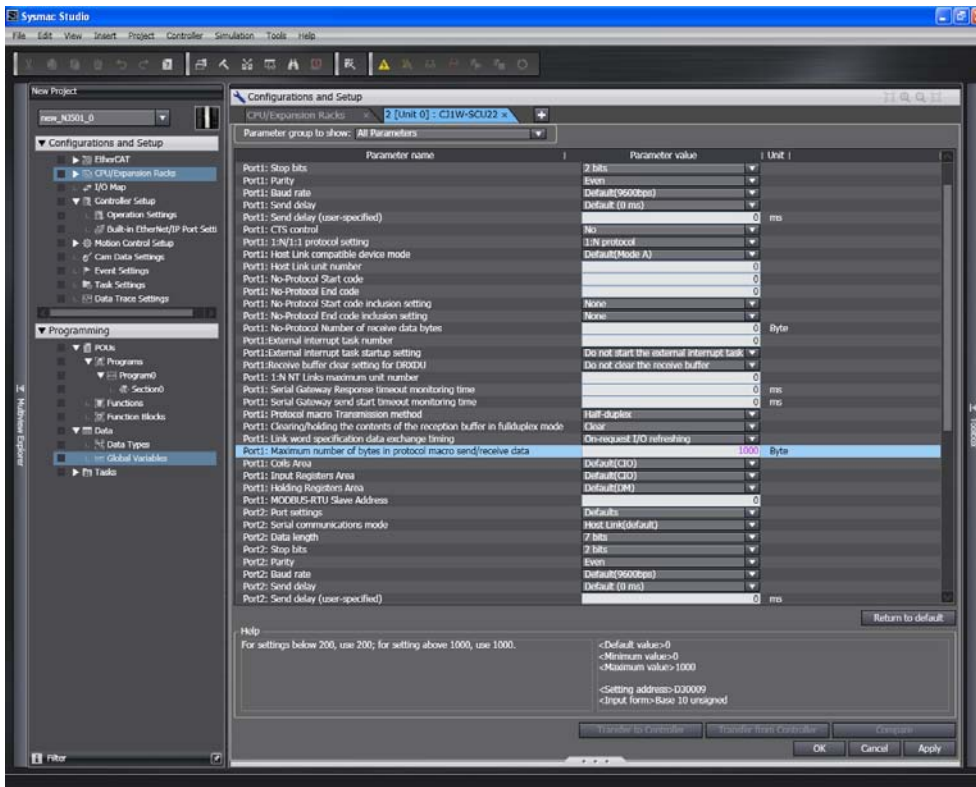 Sysmac Studio
File Edit View Insert Project Controller Simulation Tools Help
New Project
new_NJ501_0
Configurations and Setup
EtherCAT
CPU/Expansion Racks
I/O Map
Controller Setup
Operation Settings
Built-in EtherNet/IP Port Setti
Motion Control Setup
Cam Data Settings
Event Settings
Task Settings
Data Trace Settings
Programming
POUs
Programs
Program0
Section0
Functions
Function Blocks
Data
Data Types
Global Variables
Tasks
Filter
Multiview Explorer
Configurations and Setup
CPU/Expansion Racks × 2 [Unit 0] : CJ1W-SCU22 ×
Parameter group to show: All Parameters
Parameter name Parameter value Unit
Port1: Stop bits 2 bits
Port1: Parity Even
Port1: Baud rate Default(9600bps)
Port1: Send delay Default (0 ms)
Port1: Send delay (user-specified) 0 ms
Port1: CTS control No
Port1: 1:N/1:1 protocol setting 1:N protocol
Port1: Host Link compatible device mode Default(Mode A)
Port1: Host Link unit number 0
Port1: No-Protocol Start code 0
Port1: No-Protocol End code 0
Port1: No-Protocol Start code inclusion setting None
Port1: No-Protocol End code inclusion setting None
Port1: No-Protocol Number of receive data bytes 0 Byte
Port1:External interrupt task number 0
Port1:External interrupt task startup setting Do not start the external interrupt task
Port1:Receive buffer clear setting for DRXDU Do not clear the receive buffer
Port1: 1:N NT Links maximum unit number 0
Port1: Serial Gateway Response timeout monitoring time 0 ms
Port1: Serial Gateway send start timeout monitoring time 0 ms
Port1: Protocol macro Transmission method Half-duplex
Port1: Clearing/holding the contents of the reception buffer in fullduplex mode Clear
Port1: Link word specification data exchange timing On-request I/O refreshing
Port1: Maximum number of bytes in protocol macro send/receive data 1000 Byte
Port1: Coils Area Default(CIO)
Port1: Input Registers Area Default(CIO)
Port1: Holding Registers Area Default(DM)
Port1: MODBUS-RTU Slave Address 0
Port2: Port settings Defaults
Port2: Serial communications mode Host Link(default)
Port2: Data length 7 bits
Port2: Stop bits 2 bits
Port2: Parity Even
Port2: Baud rate Default(9600bps)
Port2: Send delay Default (0 ms)
Port2: Send delay (user-specified) 0 ms
Return to default
Help
For settings below 200, use 200; for setting above 1000, use 1000.
<Default value>0
<Minimum value>0
<Maximum value>1000
<Setting address>D30009
<Input form>Base 10 unsigned
Transfer to Controller Transfer from Controller Compare
OK Cancel Apply